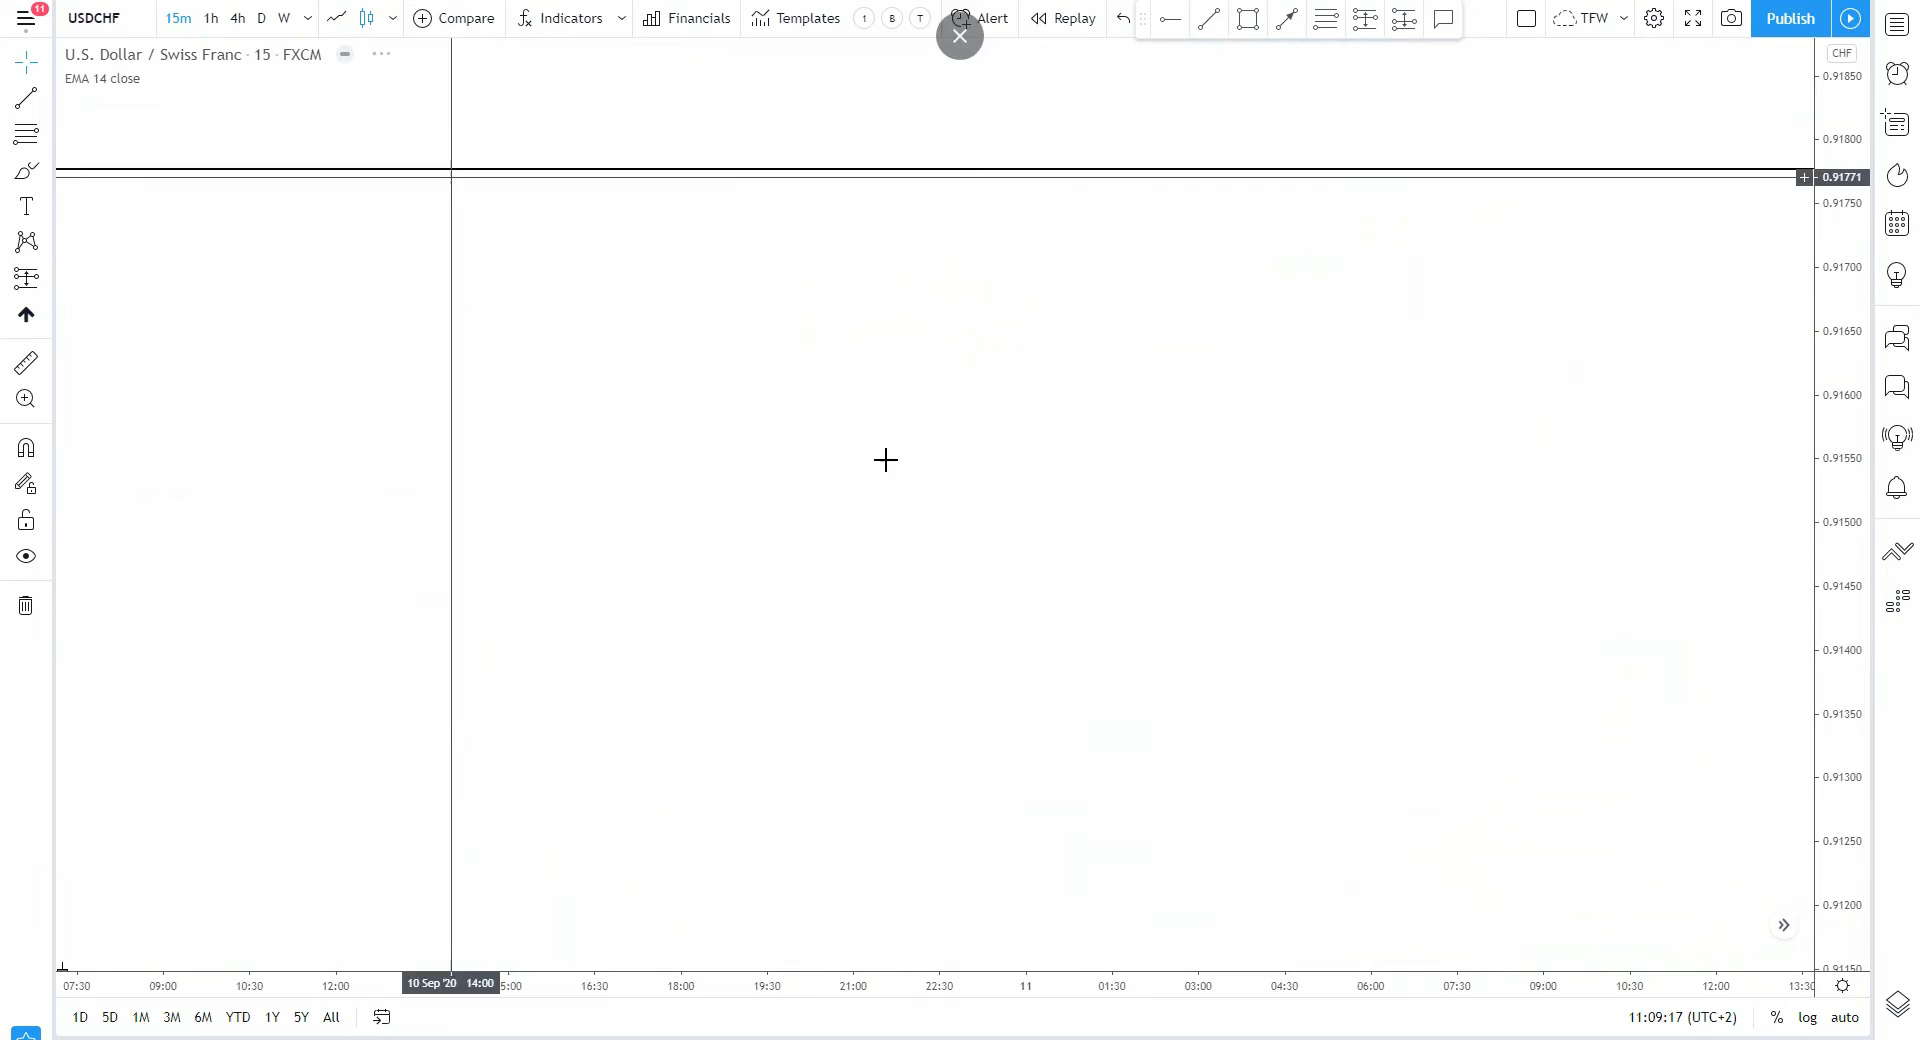 11
USDCHF 15m 1h 4h D W Compare Indicators Financials Templates 1 B T Alert Replay TFW Publish
U.S. Dollar / Swiss Franc · 15 · FXCM
EMA 14 close
CHF
0.91850
0.91800
0.91771
0.91750
0.91700
0.91650
0.91600
0.91550
0.91500
0.91450
0.91400
0.91350
0.91300
0.91250
0.91200
0.91150
07:30 09:00 10:30 12:00 10 Sep '20 14:00 5:00 16:30 18:00 19:30 21:00 22:30 11 01:30 03:00 04:30 06:00 07:30 09:00 10:30 12:00 13:30
1D 5D 1M 3M 6M YTD 1Y 5Y All 11:09:17 (UTC+2) % log auto
T